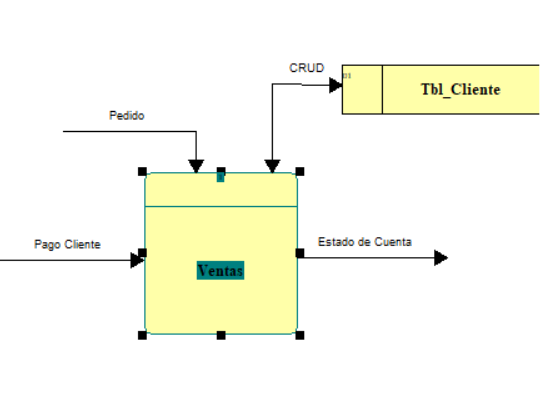 CRUD
Tbl_Cliente
Pedido
Pago Cliente
Estado de Cuenta
Ventas